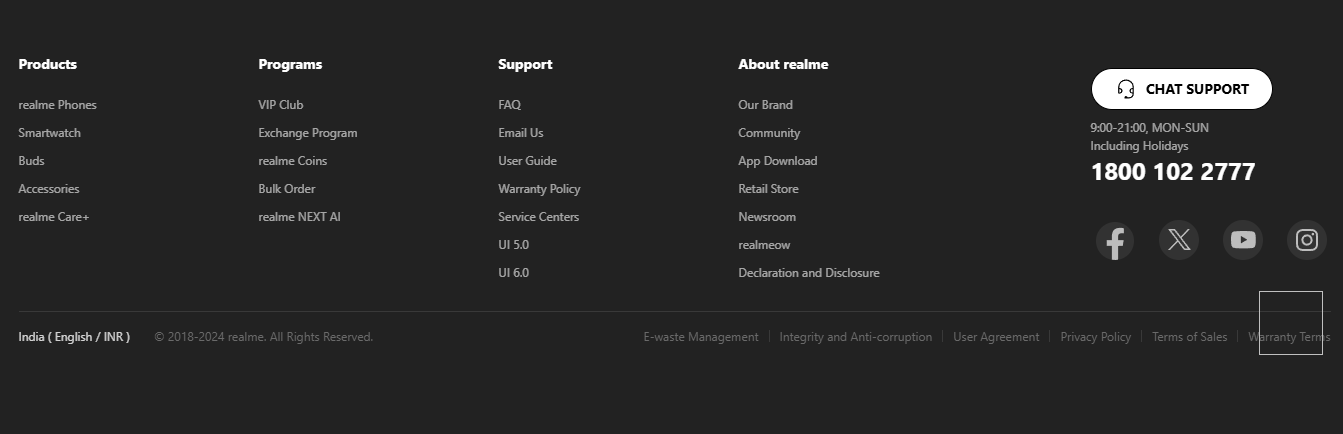 Products
realme Phones
Smartwatch
Buds
Accessories
realme Care+
Programs
VIP Club
Exchange Program
realme Coins
Bulk Order
realme NEXT AI
Support
FAQ
Email Us
User Guide
Warranty Policy
Service Centers
UI 5.0
UI 6.0
About realme
Our Brand
Community
App Download
Retail Store
Newsroom
realmeow
Declaration and Disclosure
CHAT SUPPORT
9:00-21:00, MON-SUN
Including Holidays
1800 102 2777
India ( English / INR ) © 2018-2024 realme. All Rights Reserved. E-waste Management | Integrity and Anti-corruption | User Agreement | Privacy Policy | Terms of Sales | Warranty Terms